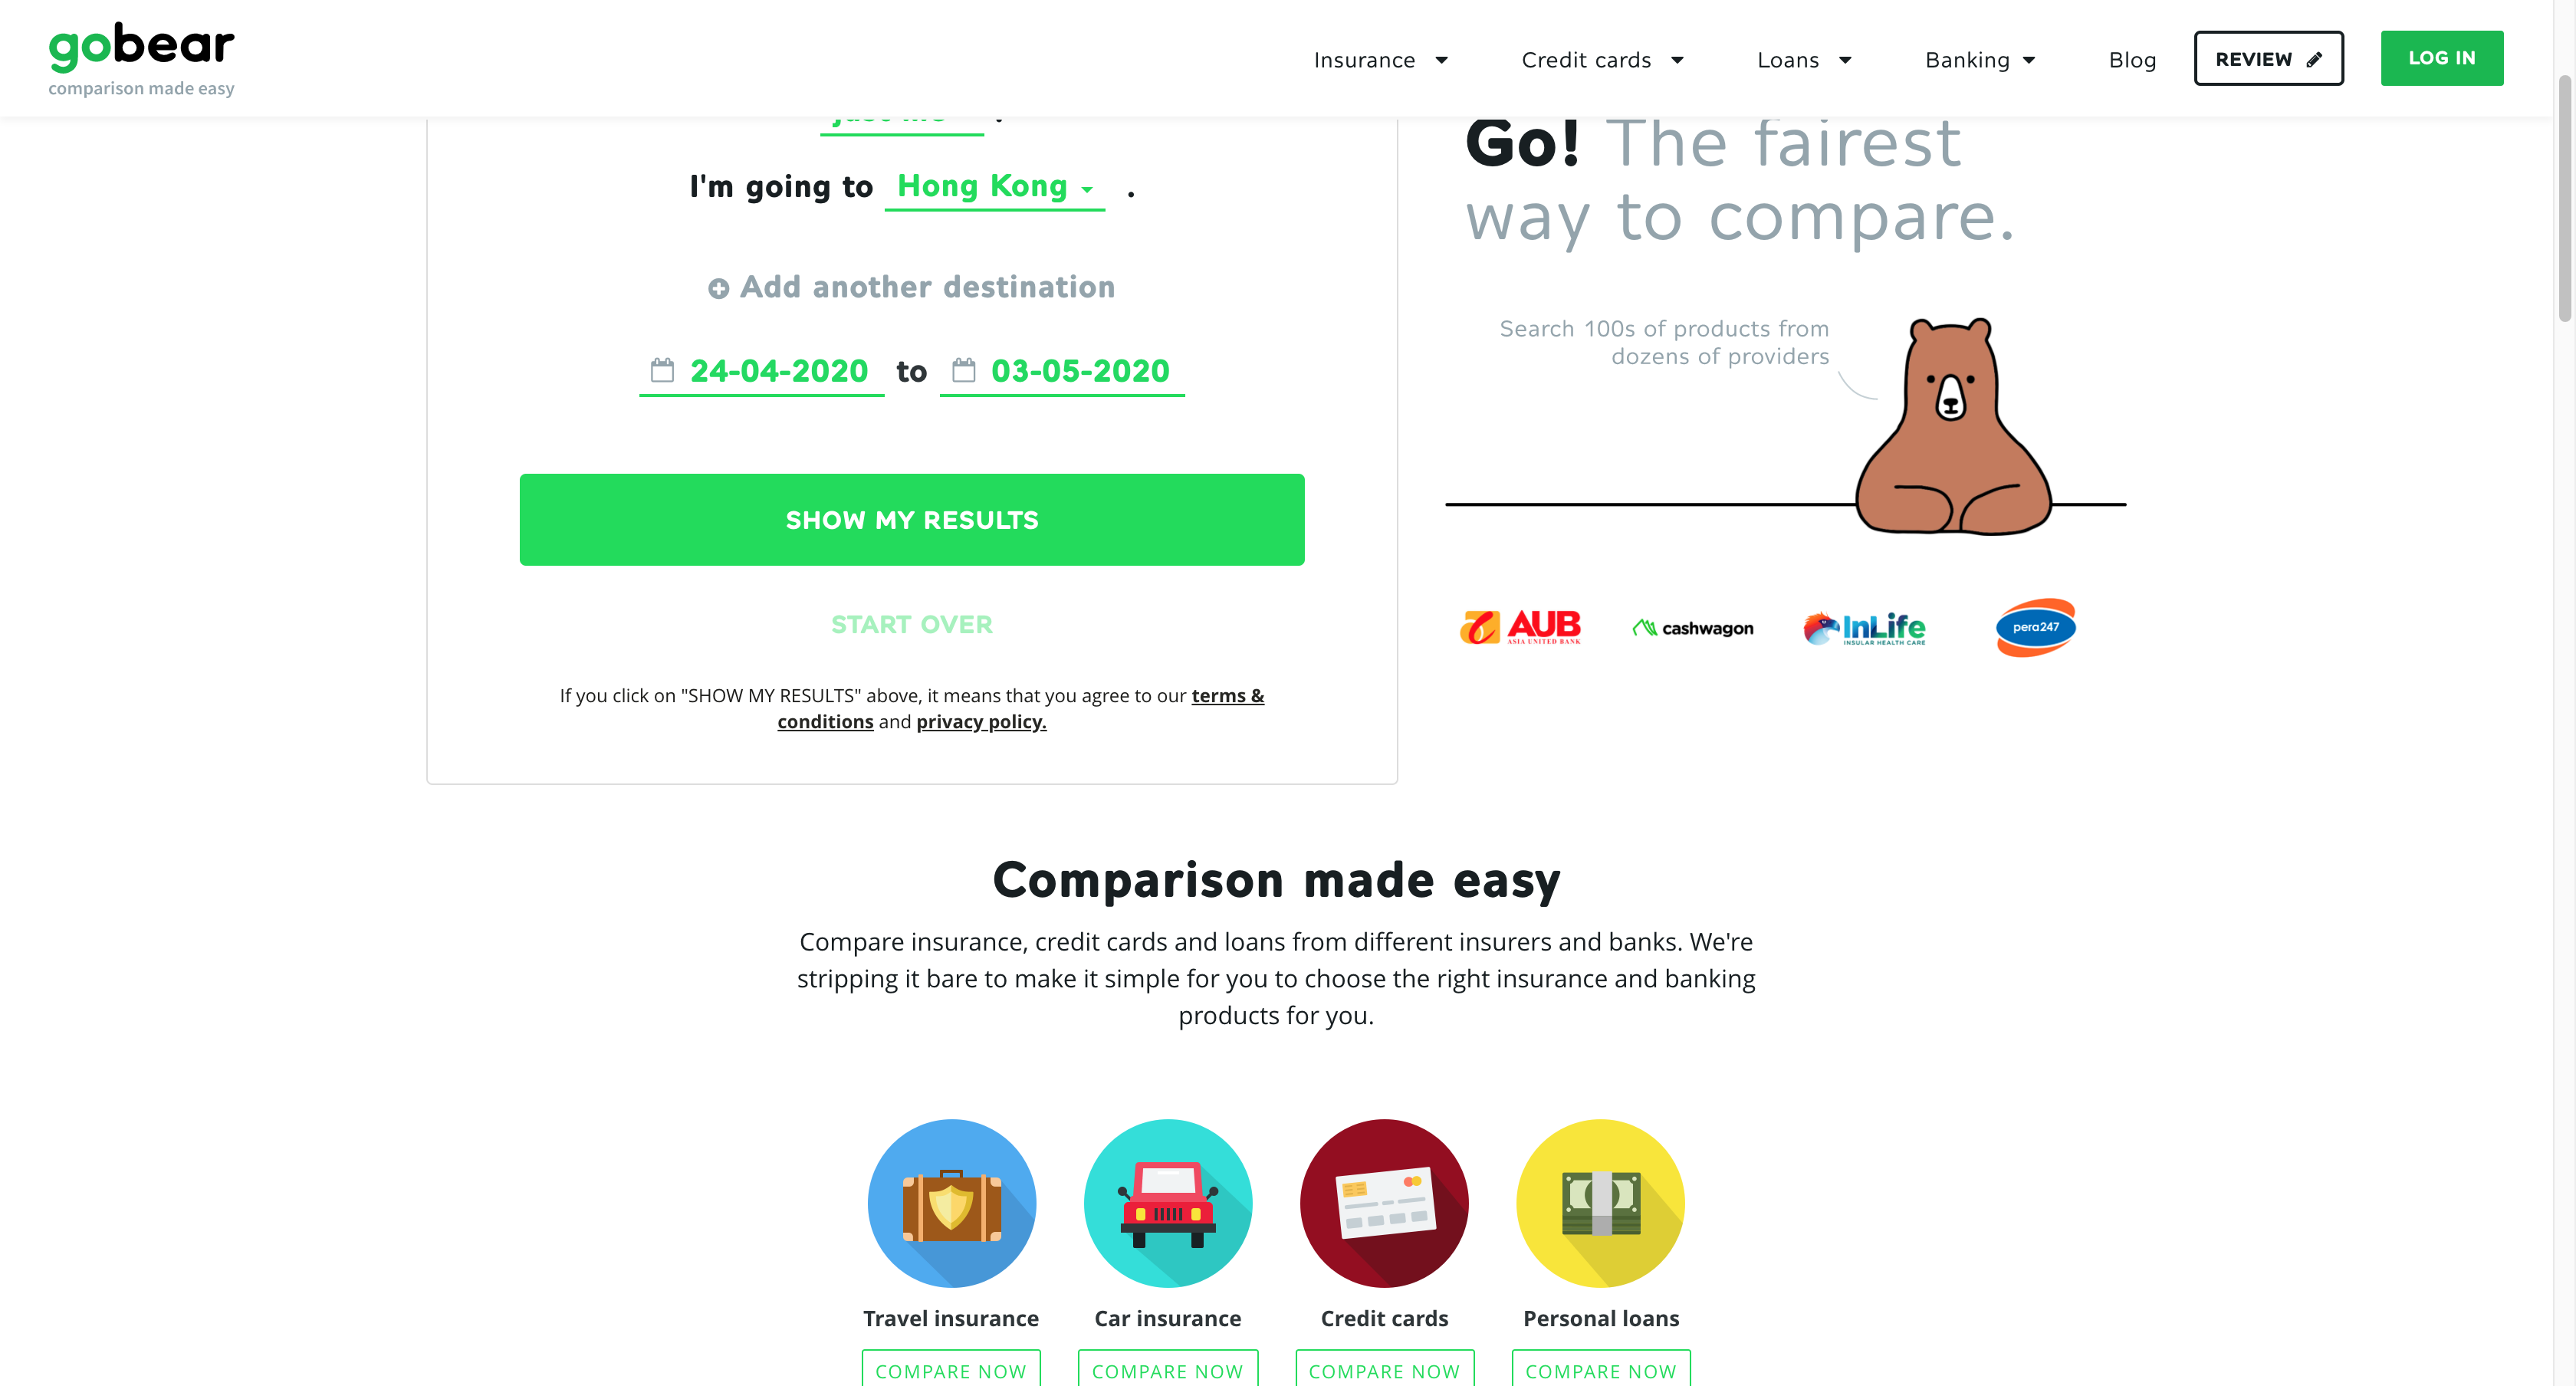 gobear
comparison made easy
Insurance
Credit cards
Loans
Banking
Blog
REVIEW
LOG IN
I'm going to Hong Kong .
Add another destination
24-04-2020 to 03-05-2020
SHOW MY RESULTS
START OVER
If you click on "SHOW MY RESULTS" above, it means that you agree to our terms &
conditions and privacy policy.
Go! The fairest
way to compare.
Search 100s of products from
dozens of providers
AUB
ASIA UNITED BANK
cashwagon
InLife
INSULAR HEALTH CARE
pera247
Comparison made easy
Compare insurance, credit cards and loans from different insurers and banks. We're
stripping it bare to make it simple for you to choose the right insurance and banking
products for you.
Travel insurance
Car insurance
Credit cards
Personal loans
COMPARE NOW
COMPARE NOW
COMPARE NOW
COMPARE NOW